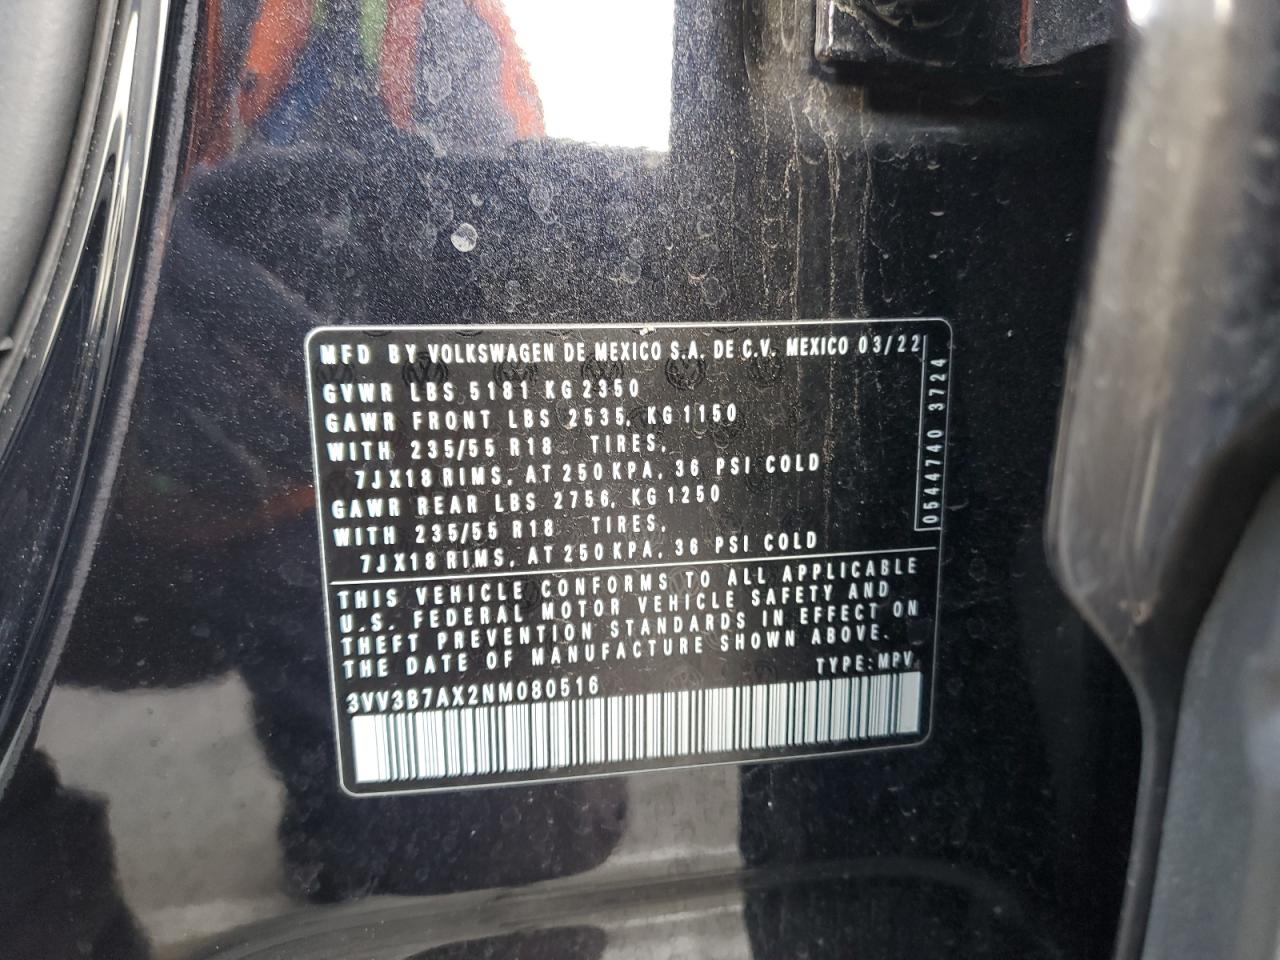 MFD BY VOLKSWAGEN DE MEXICO S.A. DE C.V. MEXICO 03/22
GVWR LBS 5181 KG 2350
GAWR FRONT LBS 2535, KG 1150
WITH 235/55 R18 TIRES,
7JX18 RIMS, AT 250 KPA, 36 PSI COLD
GAWR REAR LBS 2756, KG 1250
WITH 235/55 R18 TIRES,
7JX18 RIMS, AT 250 KPA, 36 PSI COLD
0544740 3724
THIS VEHICLE CONFORMS TO ALL APPLICABLE
U.S. FEDERAL MOTOR VEHICLE SAFETY AND
THEFT PREVENTION STANDARDS IN EFFECT ON
THE DATE OF MANUFACTURE SHOWN ABOVE.
TYPE: MPV
3VV3B7AX2NM080516